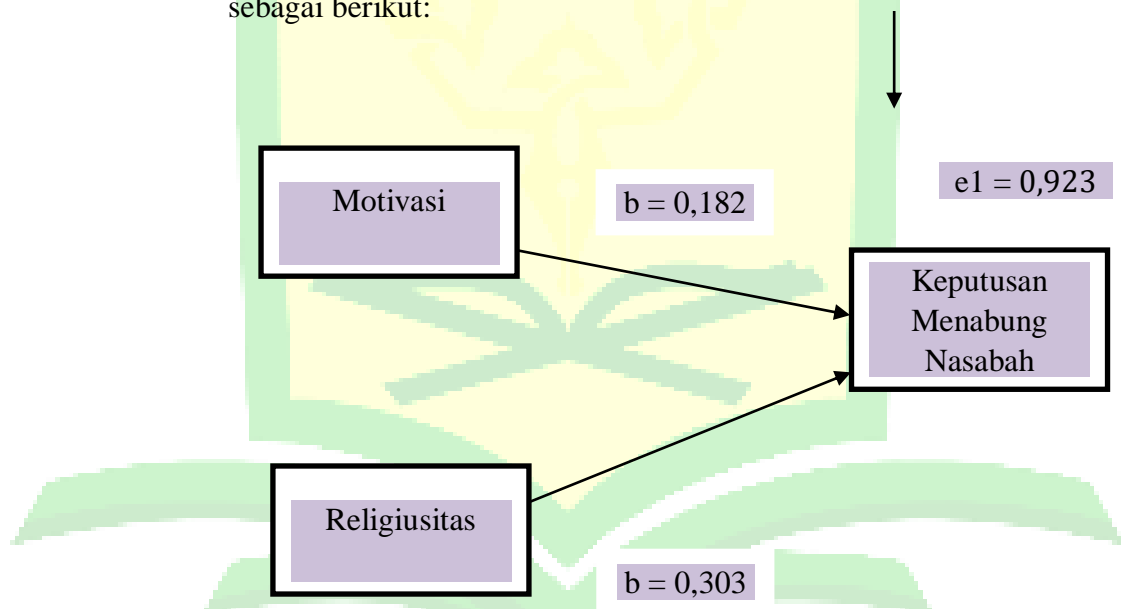 sebagai berikut:
Motivasi
b = 0,182
e1 = 0,923
Keputusan
Menabung
Nasabah
Religiusitas
b = 0,303